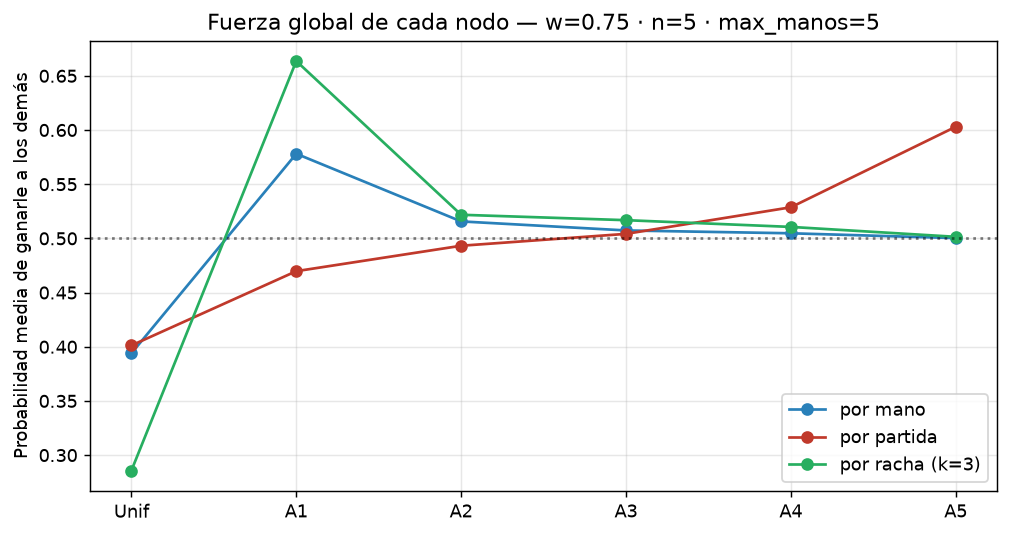 Fuerza global de cada nodo — w=0.75 · n=5 · max_manos=5
Probabilidad media de ganarle a los demás
0.65
0.60
0.55
0.50
0.45
0.40
0.35
0.30
Unif
A1
A2
A3
A4
A5
por mano
por partida
por racha (k=3)